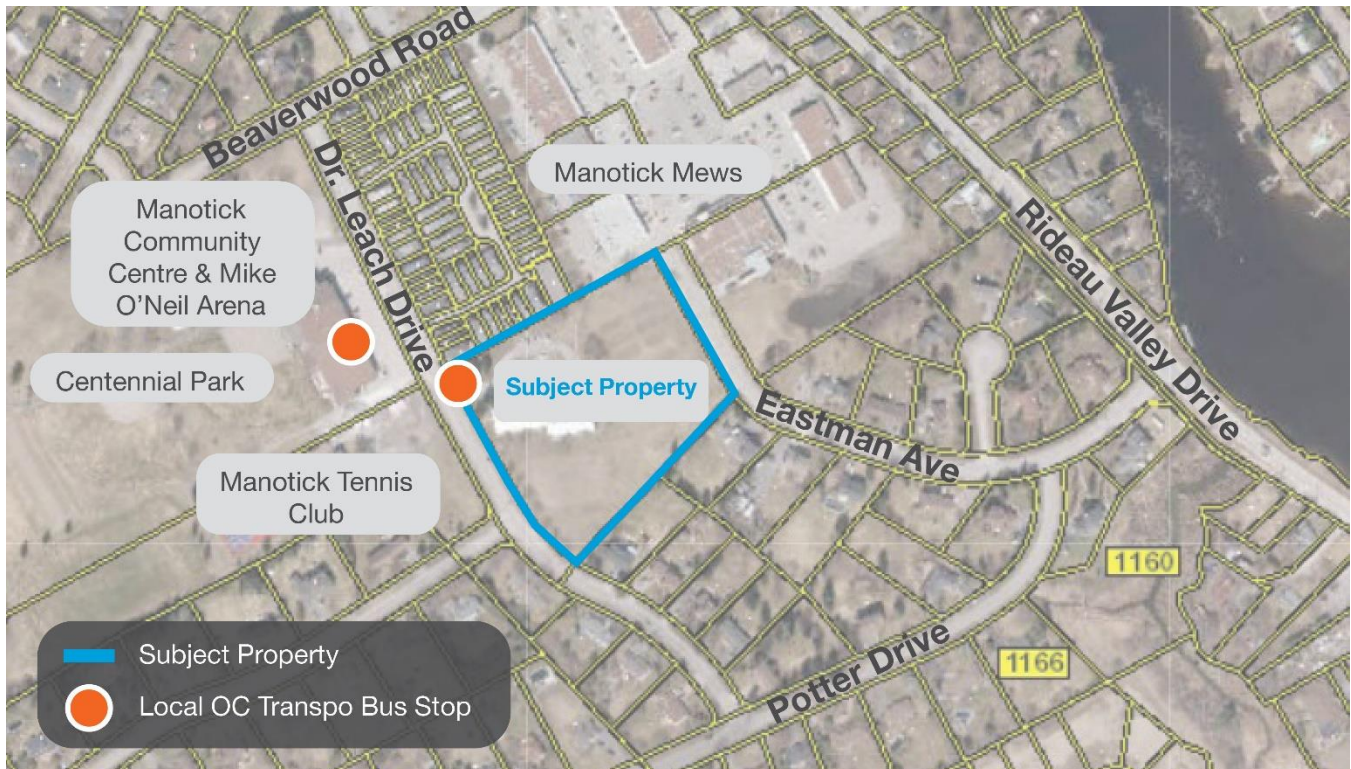 Beaverwood Road
Dr. Leach Drive
Manotick Mews
Manotick
Community
Centre & Mike
O'Neil Arena
Rideau Valley Drive
Centennial Park
Subject Property
Eastman Ave
Manotick Tennis
Club
1160
Subject Property
Local OC Transpo Bus Stop
Potter Drive
1166